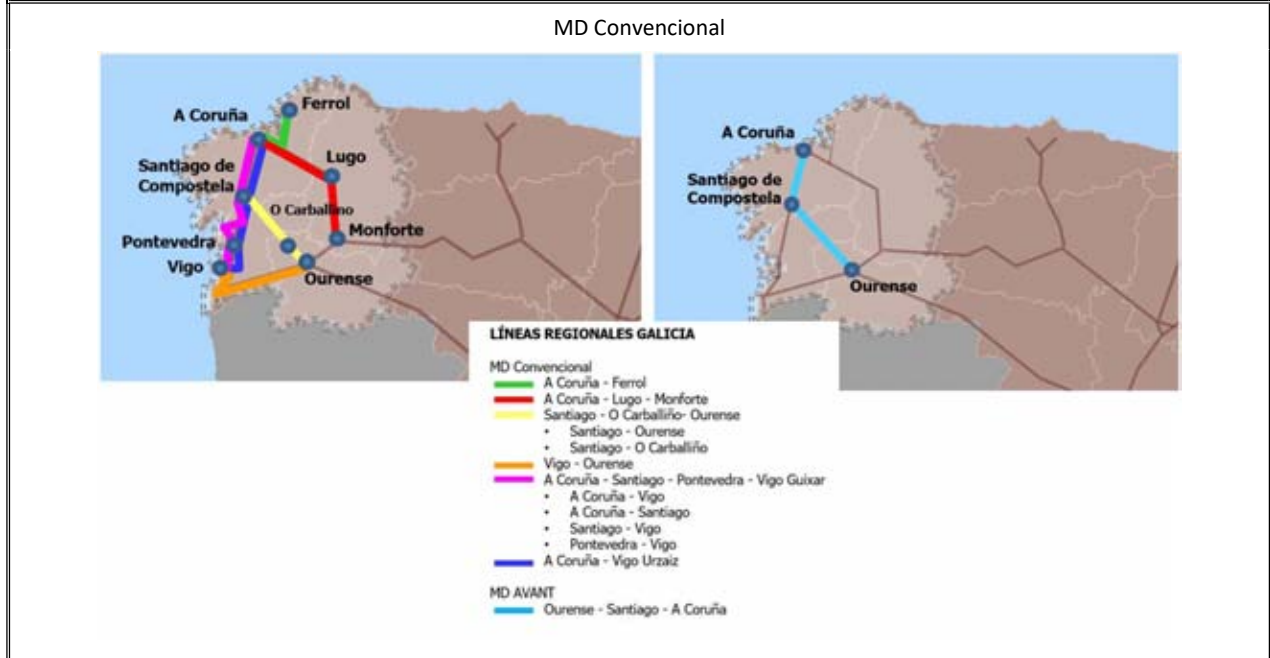 MD Convencional
Ferrol
A Coruña
Lugo
Santiago de
Compostela
O Carballino
Monforte
Pontevedra
Vigo
Ourense
A Coruña
Santiago de
Compostela
Ourense
LÍNEAS REGIONALES GALICIA
MD Convencional
A Coruña - Ferrol
A Coruña - Lugo - Monforte
Santiago - O Carballiño- Ourense
• Santiago - Ourense
• Santiago - O Carballiño
Vigo - Ourense
A Coruña - Santiago - Pontevedra - Vigo Guixar
• A Coruña - Vigo
• A Coruña - Santiago
• Santiago - Vigo
• Pontevedra - Vigo
A Coruña - Vigo Urzaiz
MD AVANT
Ourense - Santiago - A Coruña